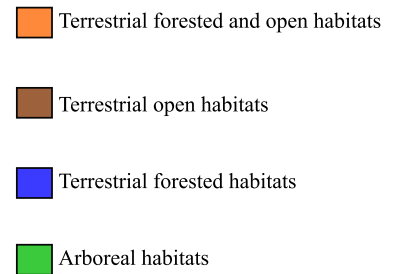 Terrestrial forested and open habitats
Terrestrial open habitats
Terrestrial forested habitats
Arboreal habitats